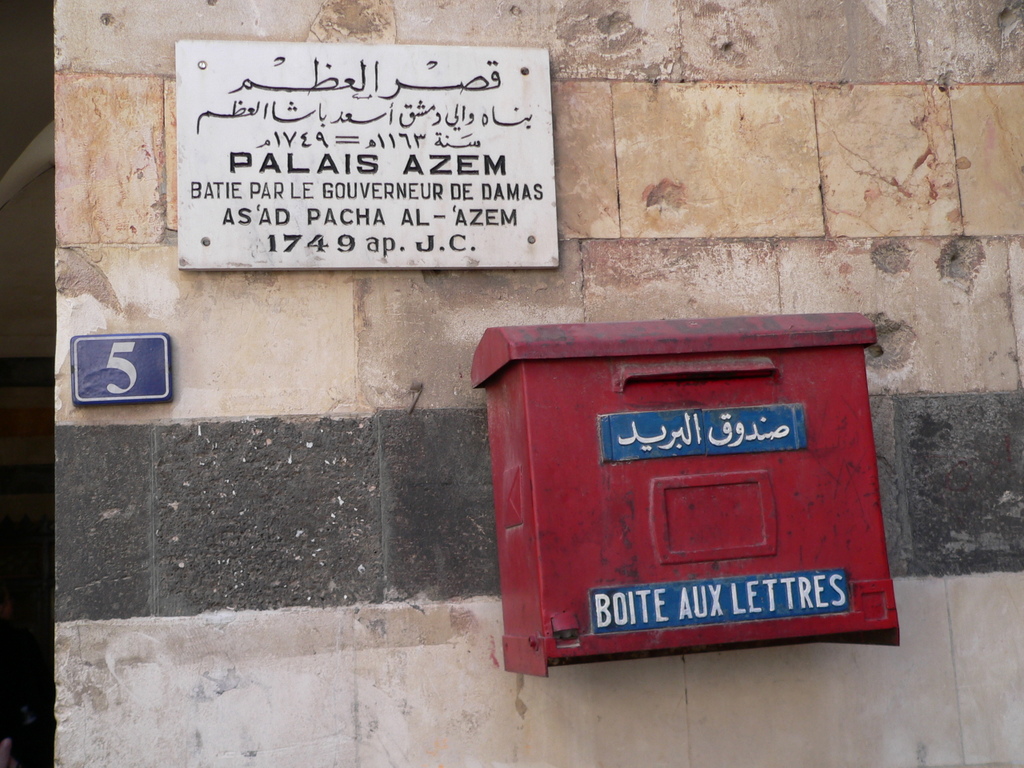 قصر العظم
بناه والي دمشق أسعد باشا العظم
سنة ١١٦٣ه = ١٧٤٩م
PALAIS AZEM
BATIE PAR LE GOUVERNEUR DE DAMAS
AS'AD PACHA AL-'AZEM
1749 ap. J.C.
5
صندوق البريد
BOITE AUX LETTRES